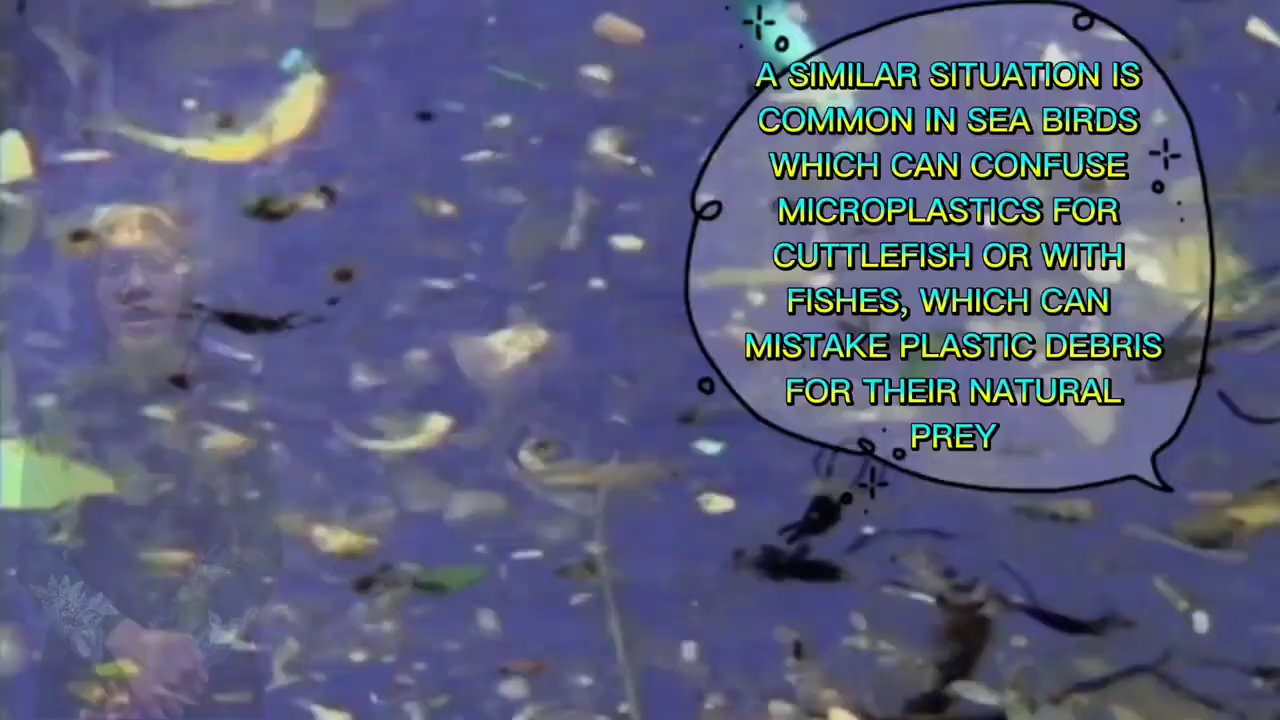 A SIMILAR SITUATION IS
COMMON IN SEA BIRDS
WHICH CAN CONFUSE
MICROPLASTICS FOR
CUTTLEFISH OR WITH
FISHES, WHICH CAN
MISTAKE PLASTIC DEBRIS
FOR THEIR NATURAL
PREY